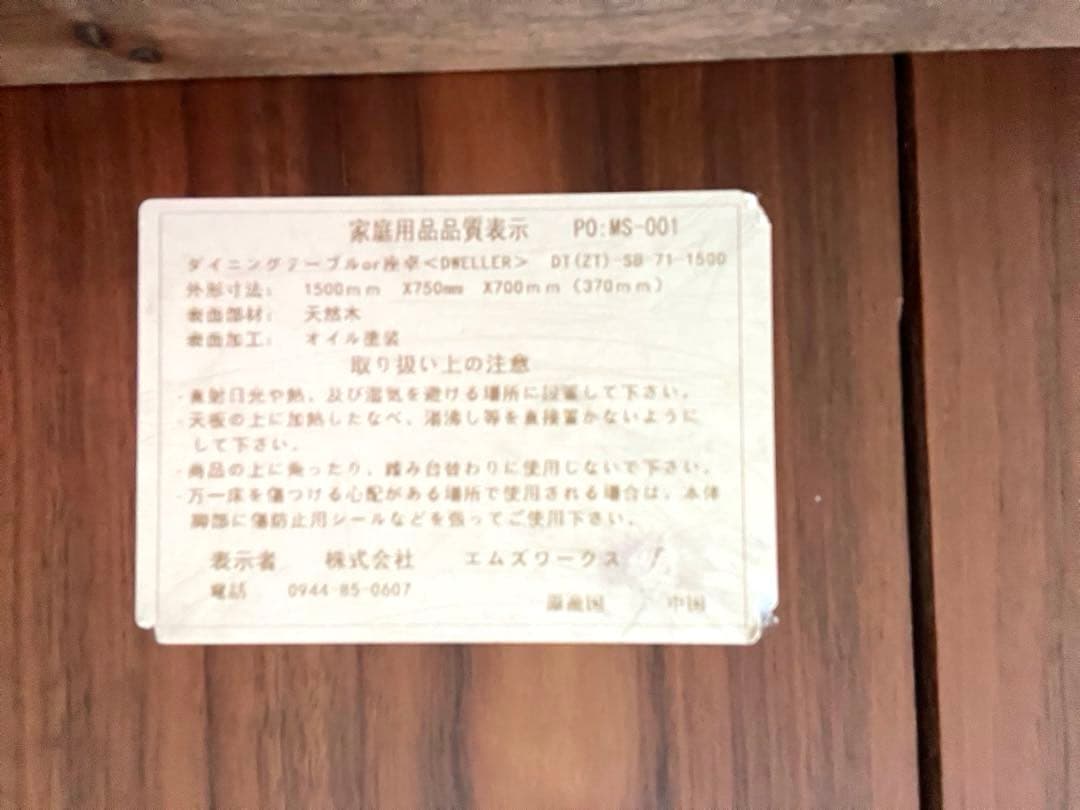 家庭用品品質表示 PO:MS-001
ダイニングテーブルor座卓<DWELLER> DT(ZT)-SB 71-1500
外形寸法: 1500mm X750mm X700mm (370mm)
表面部材: 天然木
表面加工: オイル塗装
取り扱い上の注意
・直射日光や熱、及び湿気を避ける場所に設置して下さい。
・天板の上に加熱したなべ、湯沸し等を直接置かないように
して下さい。
・商品の上に乗ったり、踏み台替わりに使用しないで下さい。
・万一床を傷つける心配がある場所で使用される場合は、本体
脚部に傷防止用シールなどを張ってご使用下さい。
表示者 株式会社 エムズワークス
電話 0944-85-0607
原産国 中国